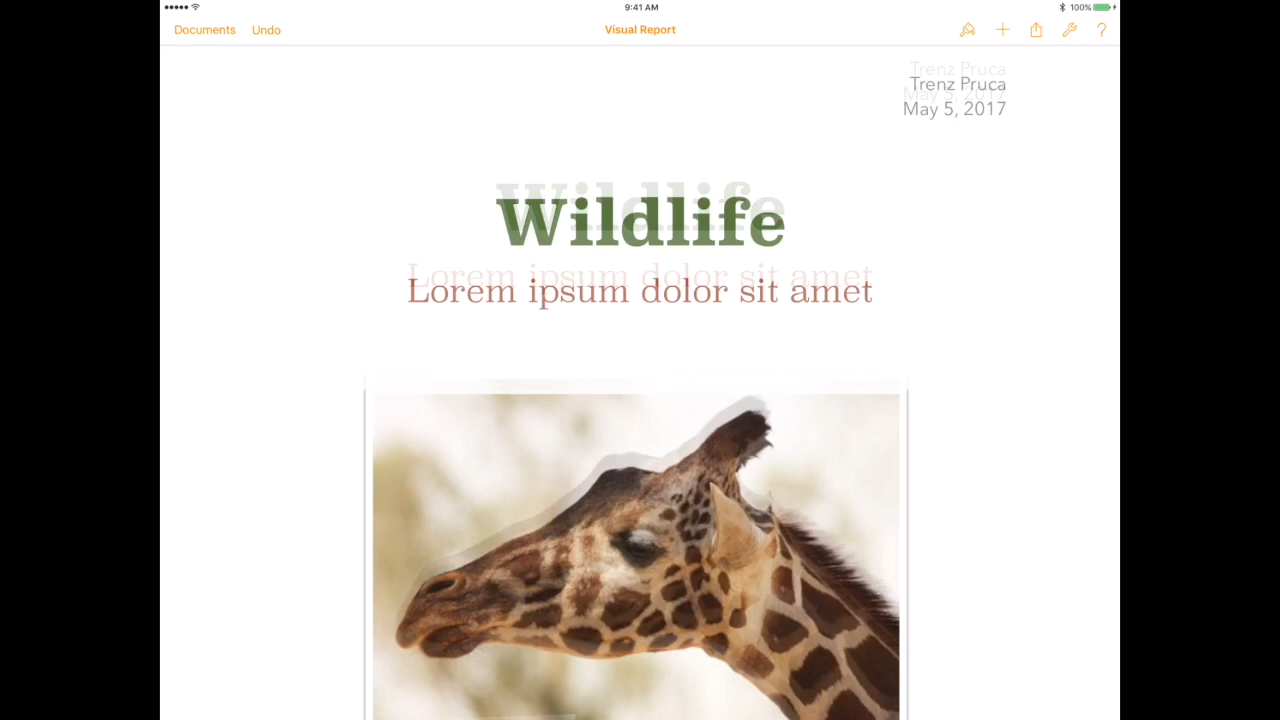 9:41 AM
100%
Documents Undo Visual Report ?
Trenz Pruca
May 5, 2017
Wildlife
Lorem ipsum dolor sit amet